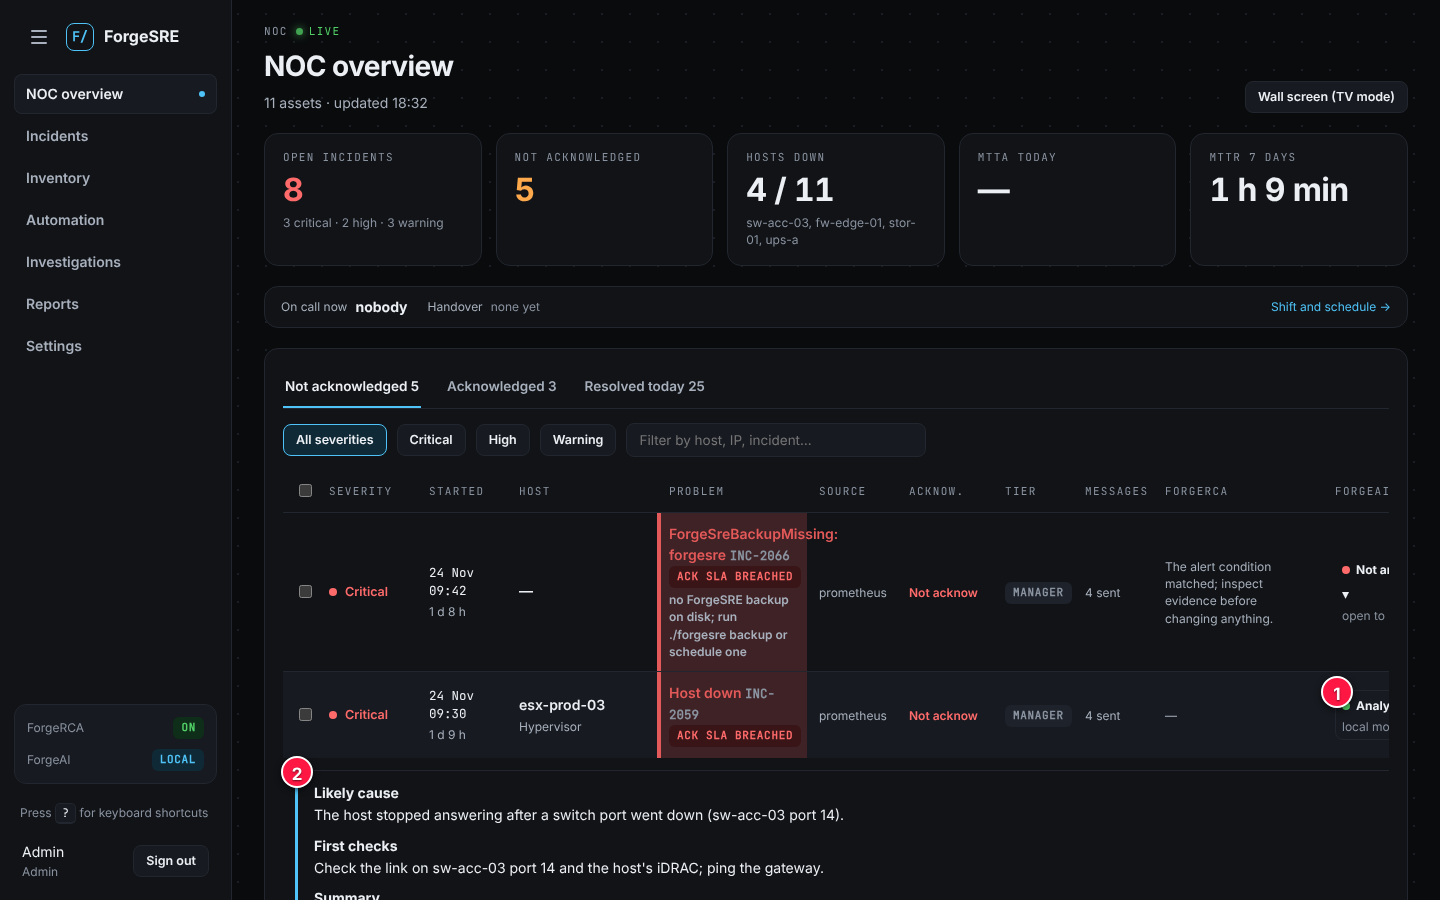 F/ ForgeSRE
NOC overview
Incidents
Inventory
Automation
Investigations
Reports
Settings
ForgeRCA ON
ForgeAI LOCAL
Press ? for keyboard shortcuts
Admin
Admin
Sign out
NOC LIVE
NOC overview
11 assets · updated 18:32
Wall screen (TV mode)
OPEN INCIDENTS
8
3 critical · 2 high · 3 warning
NOT ACKNOWLEDGED
5
HOSTS DOWN
4 / 11
sw-acc-03, fw-edge-01, stor-
01, ups-a
MTTA TODAY
—
MTTR 7 DAYS
1 h 9 min
On call now nobody Handover none yet
Shift and schedule →
Not acknowledged 5 Acknowledged 3 Resolved today 25
All severities Critical High Warning Filter by host, IP, incident...
SEVERITY STARTED HOST PROBLEM SOURCE ACKNOW. TIER MESSAGES FORGERCA FORGEAI
Critical
24 Nov
09:42
1 d 8 h
—
ForgeSreBackupMissing:
forgesre INC-2066
ACK SLA BREACHED
no ForgeSRE backup
on disk; run
./forgesre backup or
schedule one
prometheus
Not acknow
MANAGER
4 sent
The alert condition
matched; inspect
evidence before
changing anything.
Not ar
▾
open to
Critical
24 Nov
09:30
1 d 9 h
esx-prod-03
Hypervisor
Host down INC-
2059
ACK SLA BREACHED
prometheus
Not acknow
MANAGER
4 sent
—
1
Analy
local mo
2
Likely cause
The host stopped answering after a switch port went down (sw-acc-03 port 14).
First checks
Check the link on sw-acc-03 port 14 and the host's iDRAC; ping the gateway.
Summary